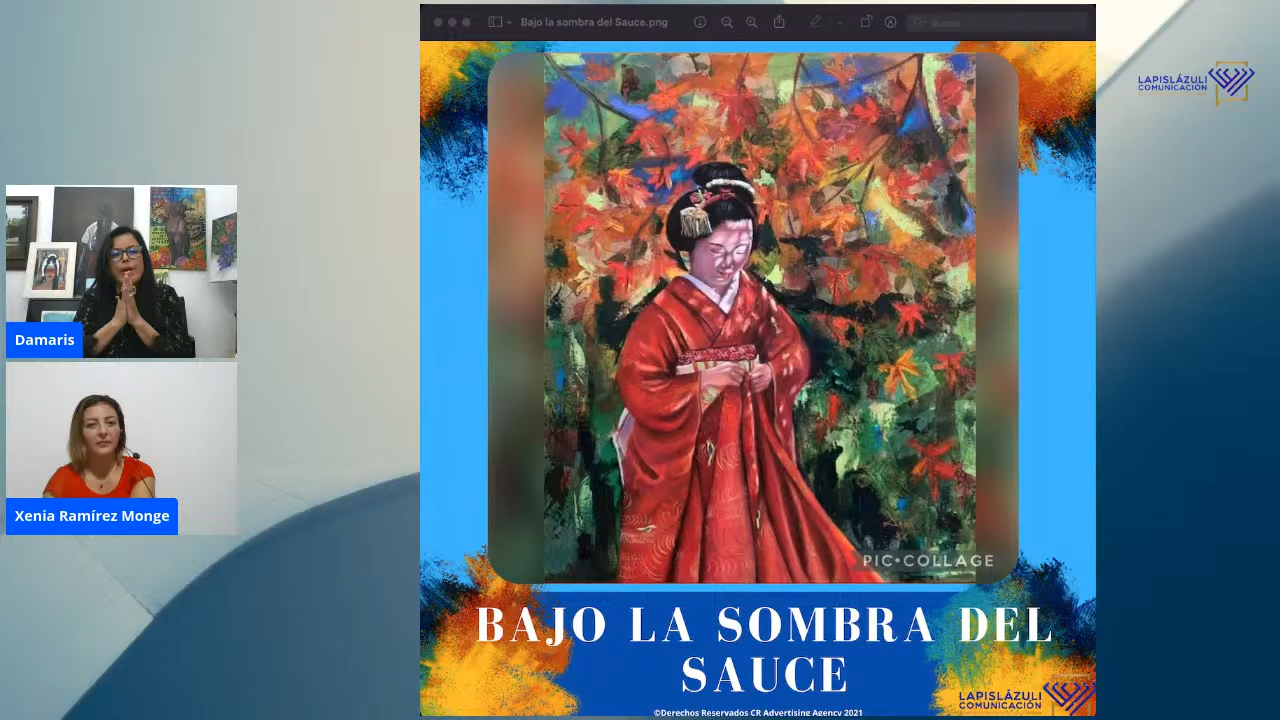 Bajo la sombra del Sauce.png
Buscar
LAPISLÁZULI
COMUNICACIÓN
Damaris
Xenia Ramírez Monge
PIC•COLLAGE
BAJO LA SOMBRA DEL
SAUCE
LAPISLÁZULI
COMUNICACIÓN
©Derechos Reservados CR Advertising Agency 2021